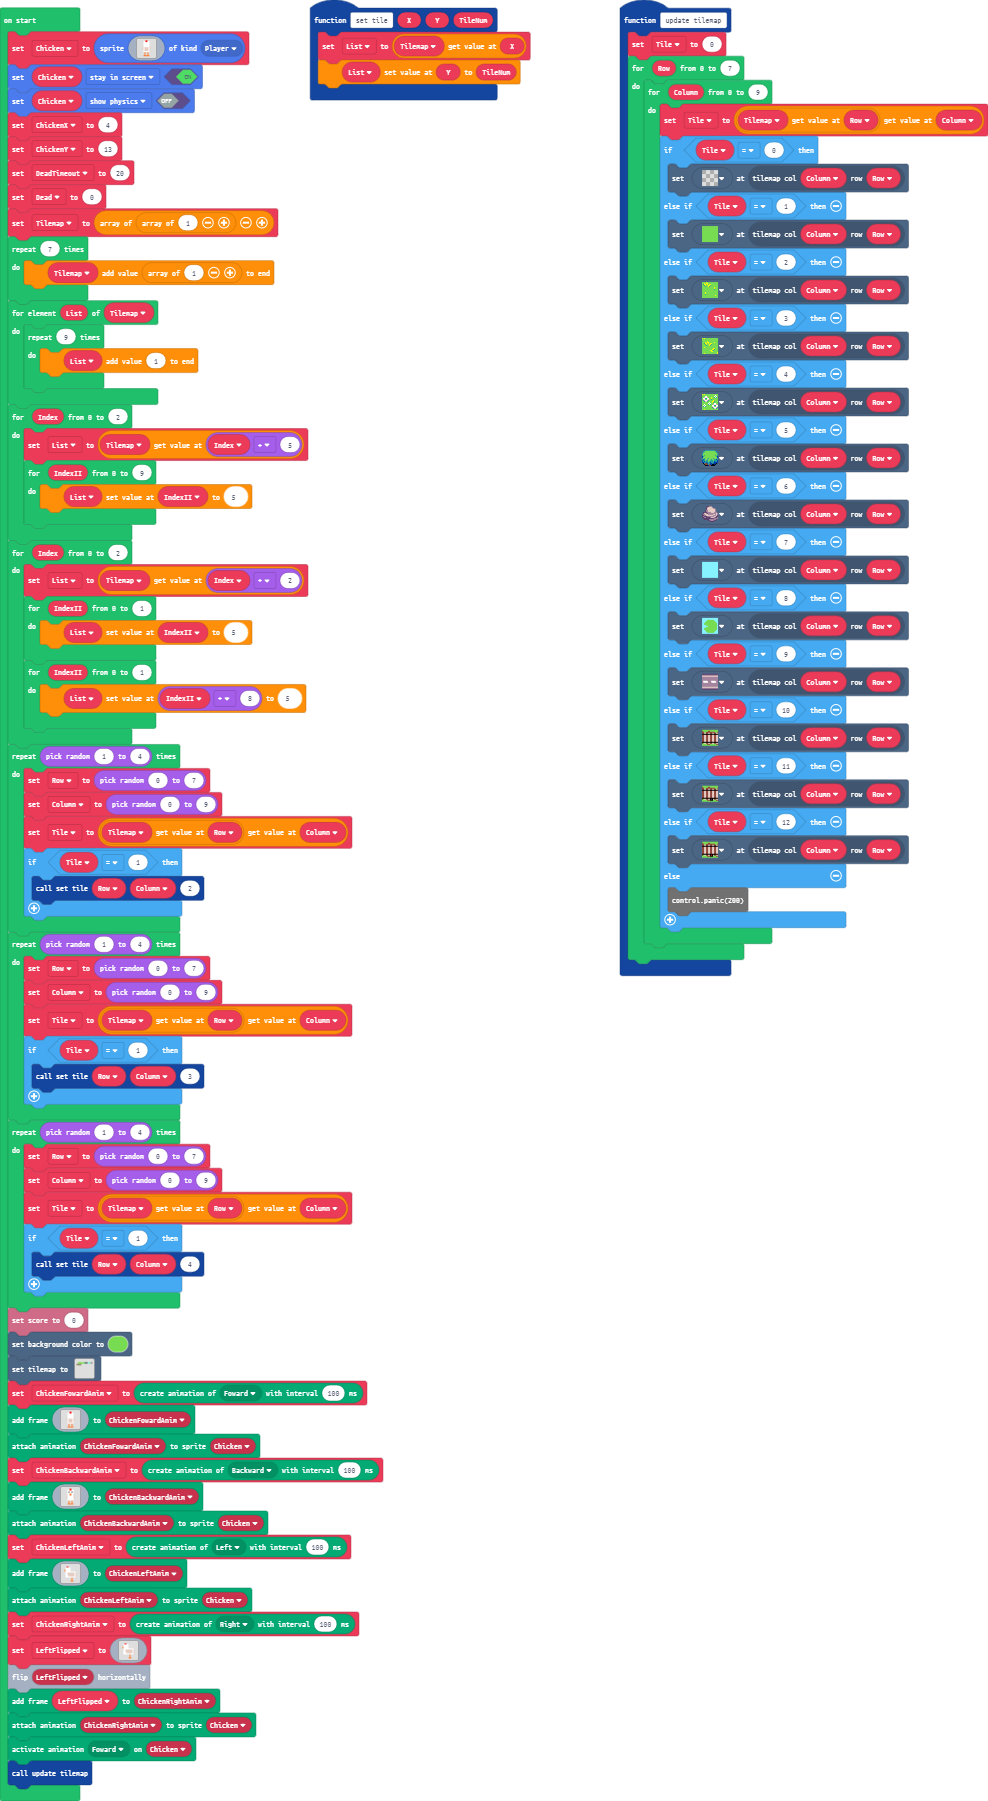 on start
set Chicken to sprite of kind Player
set Chicken stay in screen ON
set Chicken show physics OFF
set ChickenX to 4
set ChickenY to 13
set DeadTimeout to 20
set Dead to 0
set Tilemap to array of array of 1
repeat 7 times
do
Tilemap add value array of 1 to end
for element List of Tilemap
do
repeat 9 times
do
List add value 1 to end
for Index from 0 to 2
do
set List to Tilemap get value at Index + 5
for IndexII from 0 to 9
do
List set value at IndexII to 5
for Index from 0 to 2
do
set List to Tilemap get value at Index + 2
for IndexII from 0 to 1
do
List set value at IndexII to 5
for IndexII from 0 to 1
do
List set value at IndexII + 8 to 5
repeat pick random 1 to 4 times
do
set Row to pick random 0 to 7
set Column to pick random 0 to 9
set Tile to Tilemap get value at Row get value at Column
if Tile = 1 then
call set tile Row Column 2
repeat pick random 1 to 4 times
do
set Row to pick random 0 to 7
set Column to pick random 0 to 9
set Tile to Tilemap get value at Row get value at Column
if Tile = 1 then
call set tile Row Column 3
repeat pick random 1 to 4 times
do
set Row to pick random 0 to 7
set Column to pick random 0 to 9
set Tile to Tilemap get value at Row get value at Column
if Tile = 1 then
call set tile Row Column 4
set score to 0
set background color to
set tilemap to
set ChickenFowardAnim to create animation of Foward with interval 100 ms
add frame to ChickenFowardAnim
attach animation ChickenFowardAnim to sprite Chicken
set ChickenBackwardAnim to create animation of Backward with interval 100 ms
add frame to ChickenBackwardAnim
attach animation ChickenBackwardAnim to sprite Chicken
set ChickenLeftAnim to create animation of Left with interval 100 ms
add frame to ChickenLeftAnim
attach animation ChickenLeftAnim to sprite Chicken
set ChickenRightAnim to create animation of Right with interval 100 ms
set LeftFlipped to
flip LeftFlipped horizontally
add frame LeftFlipped to ChickenRightAnim
attach animation ChickenRightAnim to sprite Chicken
activate animation Foward on Chicken
call update tilemap
function set tile X Y TileNum
set List to Tilemap get value at X
List set value at Y to TileNum
function update tilemap
set Tile to 0
for Row from 0 to 7
do
for Column from 0 to 9
do
set Tile to Tilemap get value at Row get value at Column
if Tile = 0 then
set at tilemap col Column row Row
else if Tile = 1 then
set at tilemap col Column row Row
else if Tile = 2 then
set at tilemap col Column row Row
else if Tile = 3 then
set at tilemap col Column row Row
else if Tile = 4 then
set at tilemap col Column row Row
else if Tile = 5 then
set at tilemap col Column row Row
else if Tile = 6 then
set at tilemap col Column row Row
else if Tile = 7 then
set at tilemap col Column row Row
else if Tile = 8 then
set at tilemap col Column row Row
else if Tile = 9 then
set at tilemap col Column row Row
else if Tile = 10 then
set at tilemap col Column row Row
else if Tile = 11 then
set at tilemap col Column row Row
else if Tile = 12 then
set at tilemap col Column row Row
else
control.panic(200)